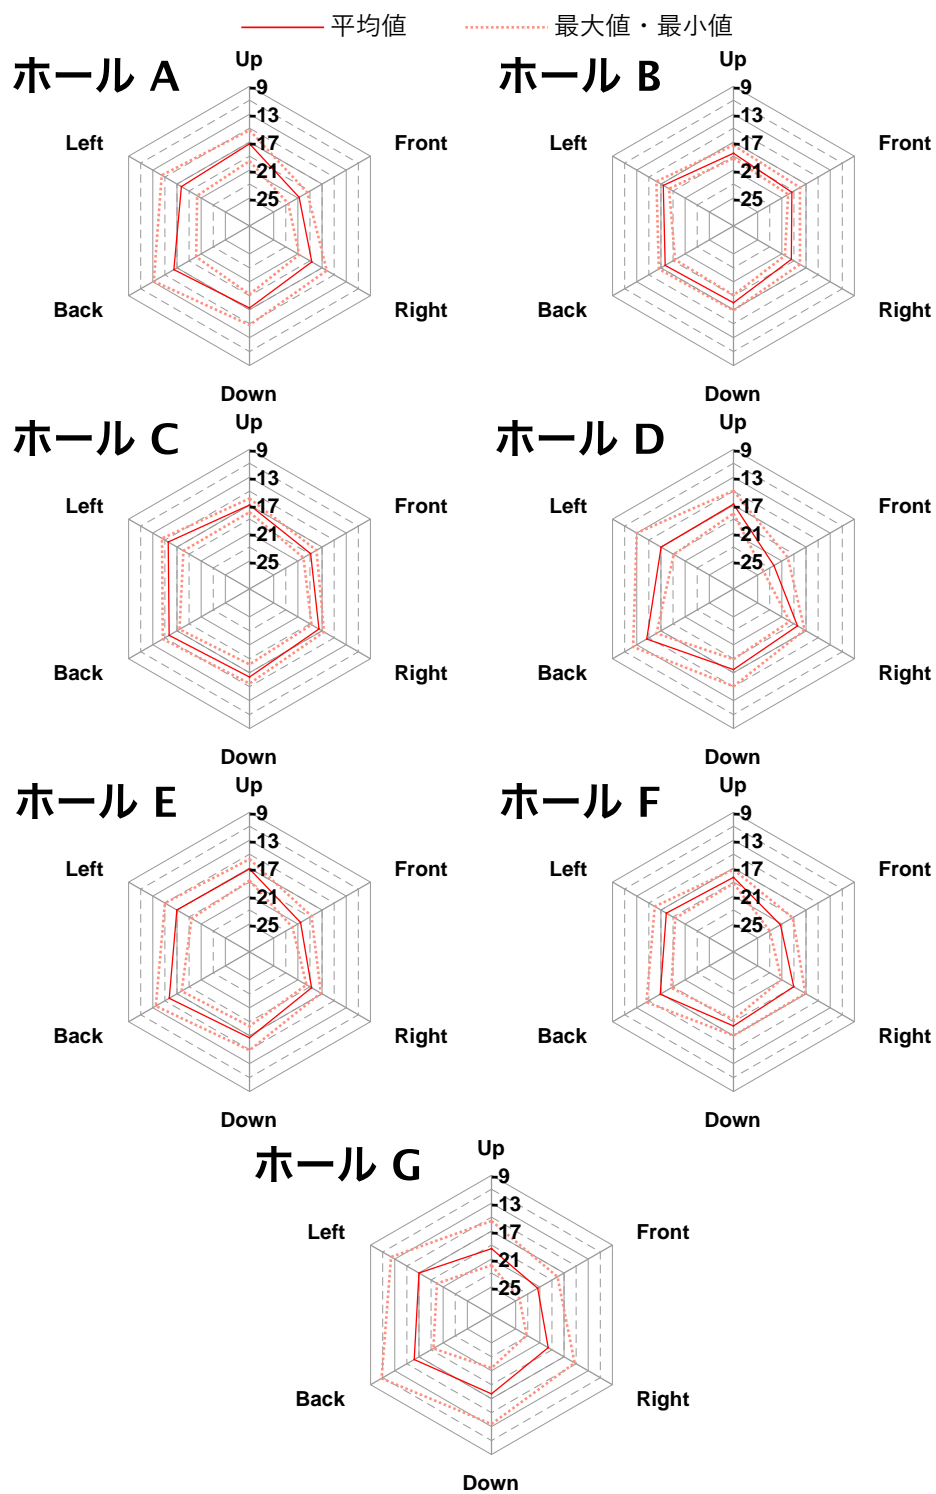 平均値 最大値・最小値
ホール A
Up
-9
-13
-17
-21
-25
Left
Front
Back
Right
Down
ホール B
Up
-9
-13
-17
-21
-25
Left
Front
Back
Right
Down
ホール C
Up
-9
-13
-17
-21
-25
Left
Front
Back
Right
Down
ホール D
Up
-9
-13
-17
-21
-25
Left
Front
Back
Right
Down
ホール E
Up
-9
-13
-17
-21
-25
Left
Front
Back
Right
Down
ホール F
Up
-9
-13
-17
-21
-25
Left
Front
Back
Right
Down
ホール G
Up
-9
-13
-17
-21
-25
Left
Front
Back
Right
Down